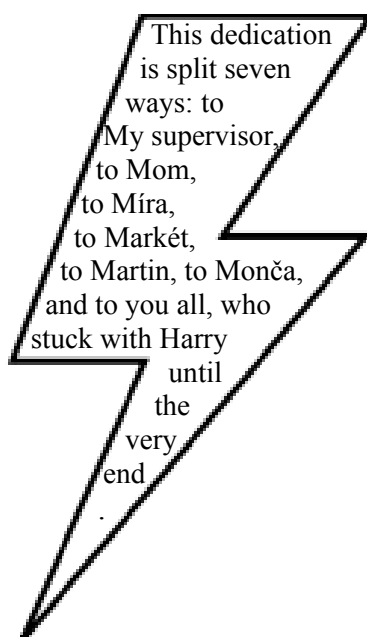 This dedication
is split seven
ways: to
My supervisor,
to Mom,
to Míra,
to Markét,
to Martin, to Monča,
and to you all, who
stuck with Harry
until
the
very
end
.